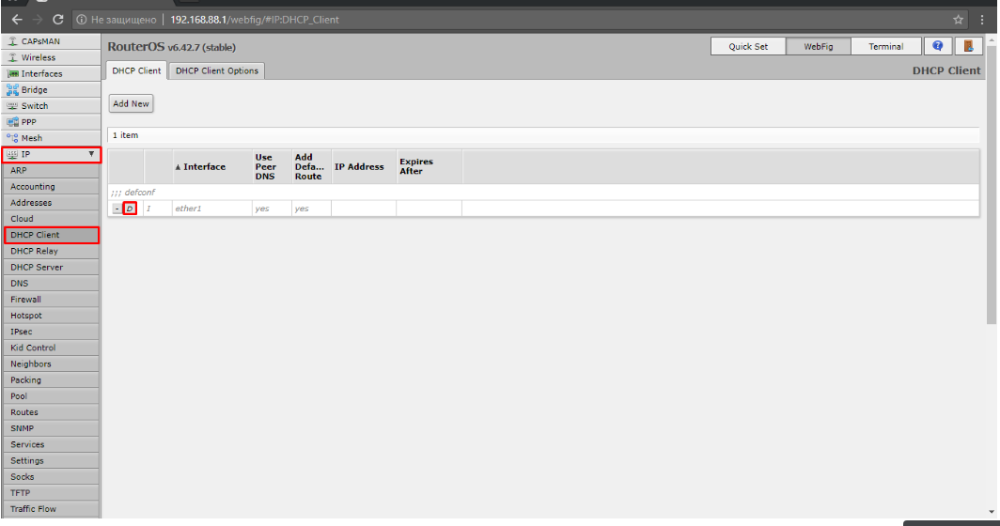 Не защищено | 192.168.88.1/webfig/#IP:DHCP_Client
CAPsMAN
Wireless
Interfaces
Bridge
Switch
PPP
Mesh
IP ▼
ARP
Accounting
Addresses
Cloud
DHCP Client
DHCP Relay
DHCP Server
DNS
Firewall
Hotspot
IPsec
Kid Control
Neighbors
Packing
Pool
Routes
SNMP
Services
Settings
Socks
TFTP
Traffic Flow
RouterOS v6.42.7 (stable)
Quick Set WebFig Terminal
DHCP Client DHCP Client Options DHCP Client
Add New
1 item
▲ Interface Use Peer DNS Add Defa... Route IP Address Expires After
;;; defconf
- D I ether1 yes yes